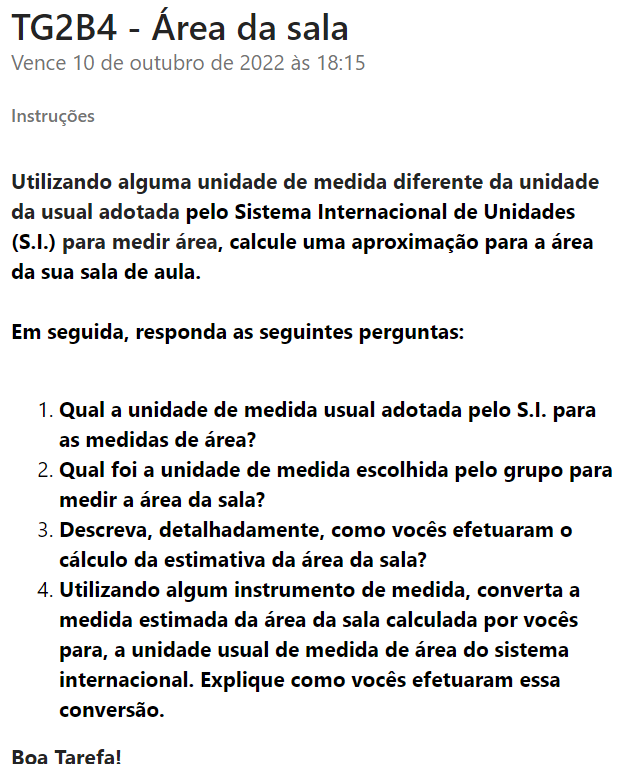 TG2B4 - Área da sala
Vence 10 de outubro de 2022 às 18:15
Instruções
Utilizando alguma unidade de medida diferente da unidade
da usual adotada pelo Sistema Internacional de Unidades
(S.I.) para medir área, calcule uma aproximação para a área
da sua sala de aula.
Em seguida, responda as seguintes perguntas:
1. Qual a unidade de medida usual adotada pelo S.I. para
as medidas de área?
2. Qual foi a unidade de medida escolhida pelo grupo para
medir a área da sala?
3. Descreva, detalhadamente, como vocês efetuaram o
cálculo da estimativa da área da sala?
4. Utilizando algum instrumento de medida, converta a
medida estimada da área da sala calculada por vocês
para, a unidade usual de medida de área do sistema
internacional. Explique como vocês efetuaram essa
conversão.
Boa Tarefa!